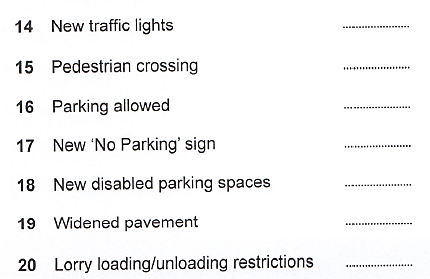 14 New traffic lights ....................
15 Pedestrian crossing ....................
16 Parking allowed ....................
17 New 'No Parking' sign ....................
18 New disabled parking spaces ....................
19 Widened pavement ....................
20 Lorry loading/unloading restrictions ....................